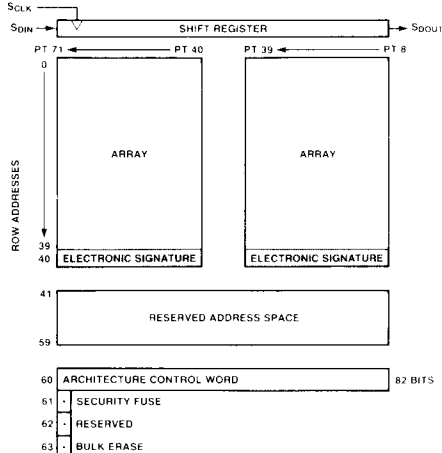 SCLK
SDIN SHIFT REGISTER SDOUT
PT 71 PT 40 PT 39 PT 8
0
ARRAY ARRAY
ROW ADDRESSES
39
40 ELECTRONIC SIGNATURE ELECTRONIC SIGNATURE
41
RESERVED ADDRESS SPACE
59
60 ARCHITECTURE CONTROL WORD 82 BITS
61 SECURITY FUSE
62 RESERVED
63 BULK ERASE